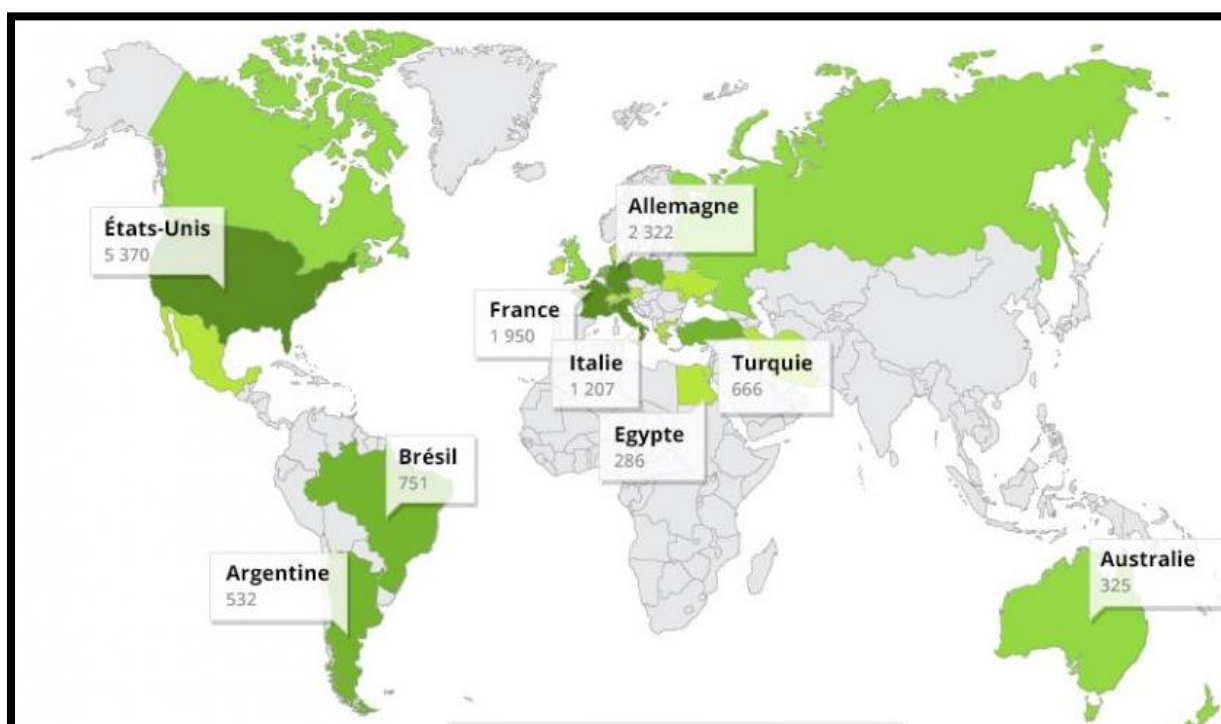 Allemagne
2 322
États-Unis
5 370
France
1 950
Italie
1 207
Turquie
666
Egypte
286
Brésil
751
Argentine
532
Australie
325